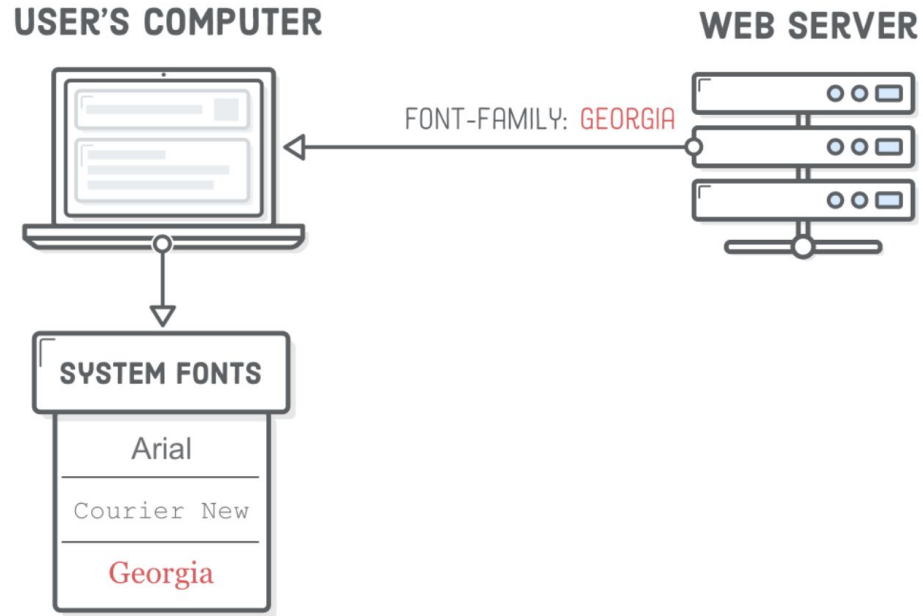 USER'S COMPUTER
WEB SERVER
FONT-FAMILY: GEORGIA
SYSTEM FONTS
Arial
Courier New
Georgia